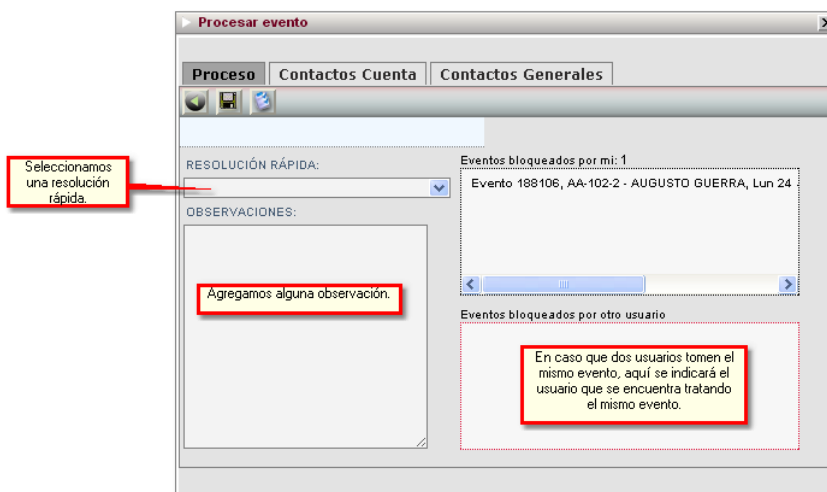 Procesar evento
Proceso
Contactos Cuenta
Contactos Generales
Seleccionamos
una resolución
rápida.
RESOLUCIÓN RÁPIDA:
OBSERVACIONES:
Agregamos alguna observación.
Eventos bloqueados por mi: 1
Evento 188106, AA-102-2 - AUGUSTO GUERRA, Lun 24
Eventos bloqueados por otro usuario
En caso que dos usuarios tomen el
mismo evento, aquí se indicará el
usuario que se encuentra tratando
el mismo evento.